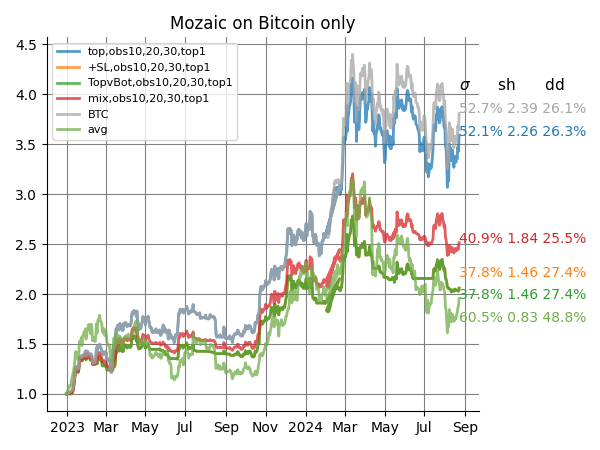 Mozaic on Bitcoin only
4.5
4.0
3.5
3.0
2.5
2.0
1.5
1.0
top,obs10,20,30,top1
+SL,obs10,20,30,top1
TopvBot,obs10,20,30,top1
mix,obs10,20,30,top1
BTC
avg
σ sh dd
52.7% 2.39 26.1%
52.1% 2.26 26.3%
40.9% 1.84 25.5%
37.8% 1.46 27.4%
37.8% 1.46 27.4%
60.5% 0.83 48.8%
2023 Mar May Jul Sep Nov 2024 Mar May Jul Sep